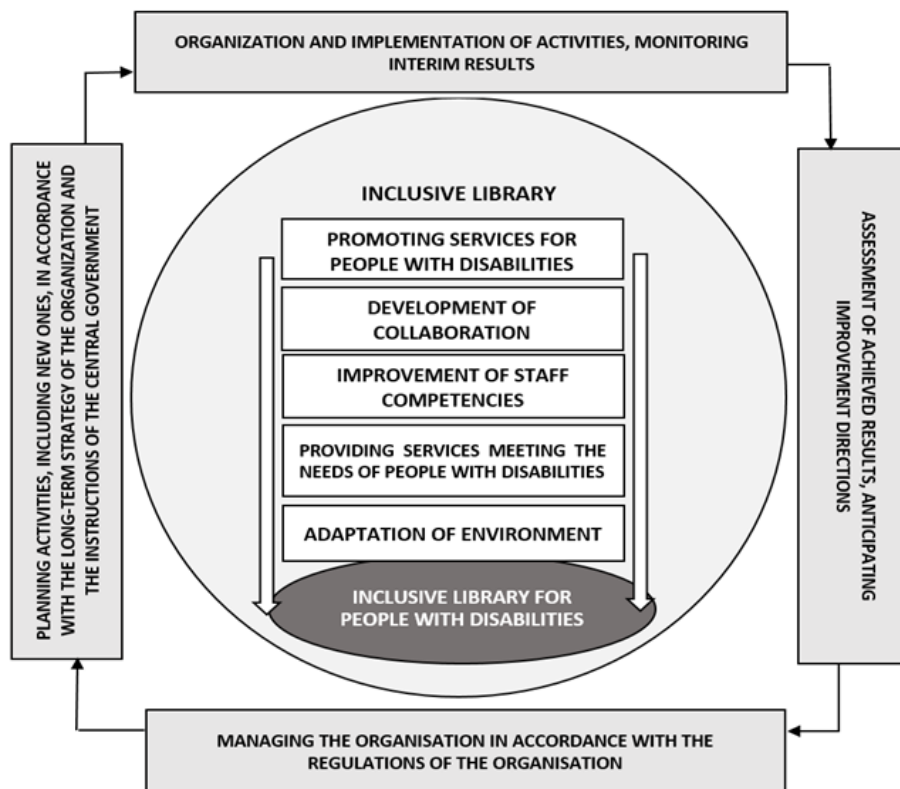 ORGANIZATION AND IMPLEMENTATION OF ACTIVITIES, MONITORING
INTERIM RESULTS
PLANNING ACTIVITIES, INCLUDING NEW ONES, IN ACCORDANCE
WITH THE LONG-TERM STRATEGY OF THE ORGANIZATION AND
THE INSTRUCTIONS OF THE CENTRAL GOVERNMENT
INCLUSIVE LIBRARY
PROMOTING SERVICES FOR
PEOPLE WITH DISABILITIES
DEVELOPMENT OF
COLLABORATION
IMPROVEMENT OF STAFF
COMPETENCIES
PROVIDING SERVICES MEETING THE
NEEDS OF PEOPLE WITH DISABILITIES
ADAPTATION OF ENVIRONMENT
INCLUSIVE LIBRARY FOR
PEOPLE WITH DISABILITIES
ASSESSMENT OF ACHIEVED RESULTS, ANTICIPATING
IMPROVEMENT DIRECTIONS
MANAGING THE ORGANISATION IN ACCORDANCE WITH THE
REGULATIONS OF THE ORGANISATION